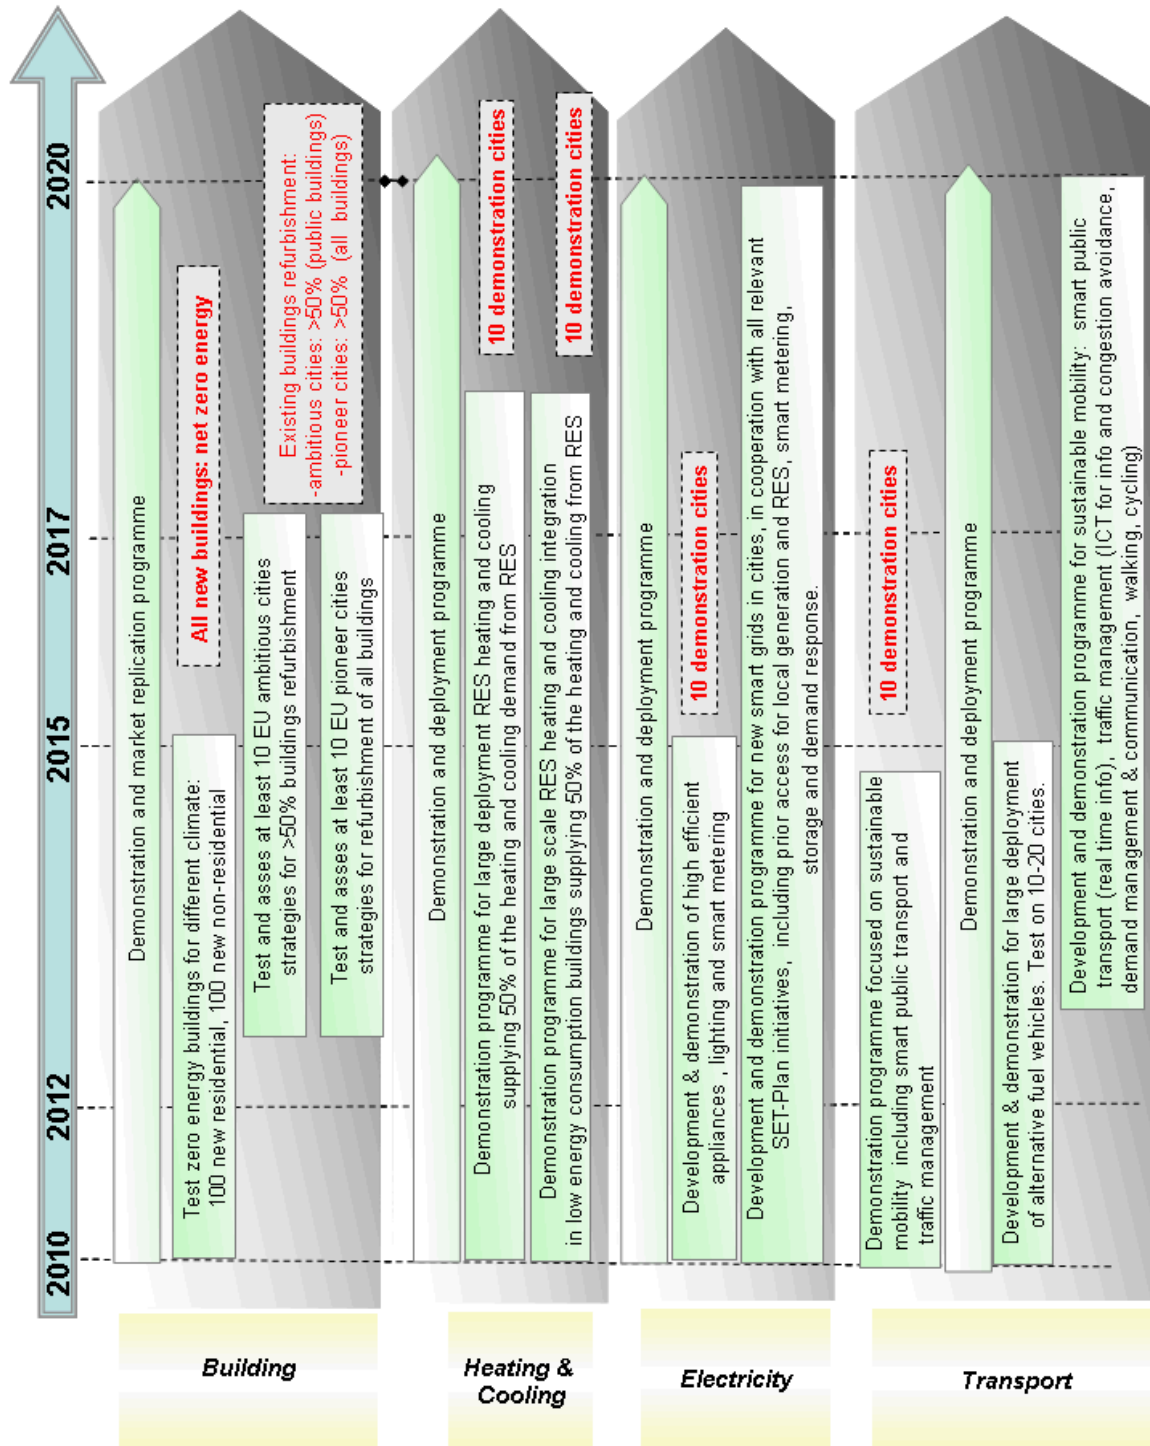 2010
2012
2015
2017
2020
Building
Demonstration and market replication programme
Test zero energy buildings for different climate:
100 new residential, 100 new non-residential
All new buildings: net zero energy
Test and asses at least 10 EU ambitious cities
strategies for >50% buildings refurbishment
Test and asses at least 10 EU pioneer cities
strategies for refurbishment of all buildings
Existing buildings refurbishment:
-ambitious cities: >50% (public buildings)
-pioneer cities: >50% (all buildings)
Heating &
Cooling
Demonstration and deployment programme
Demonstration programme for large deployment RES heating and cooling
supplying 50% of the heating and cooling demand from RES
10 demonstration cities
Demonstration programme for large scale RES heating and cooling integration
in low energy consumption buildings supplying 50% of the heating and cooling from RES
10 demonstration cities
Electricity
Demonstration and deployment programme
Development & demonstration of high efficient
appliances , lighting and smart metering
10 demonstration cities
Development and demonstration programme for new smart grids in cities, in cooperation with all relevant
SET-Plan initiatives, including prior access for local generation and RES, smart metering,
storage and demand response.
Transport
Demonstration programme focused on sustainable
mobility including smart public transport and
traffic management
10 demonstration cities
Demonstration and deployment programme
Development & demonstration for large deployment
of alternative fuel vehicles. Test on 10-20 cities.
Development and demonstration programme for sustainable mobility: smart public
transport (real time info), traffic management (ICT for info and congestion avoidance,
demand management & communication, walking, cycling)